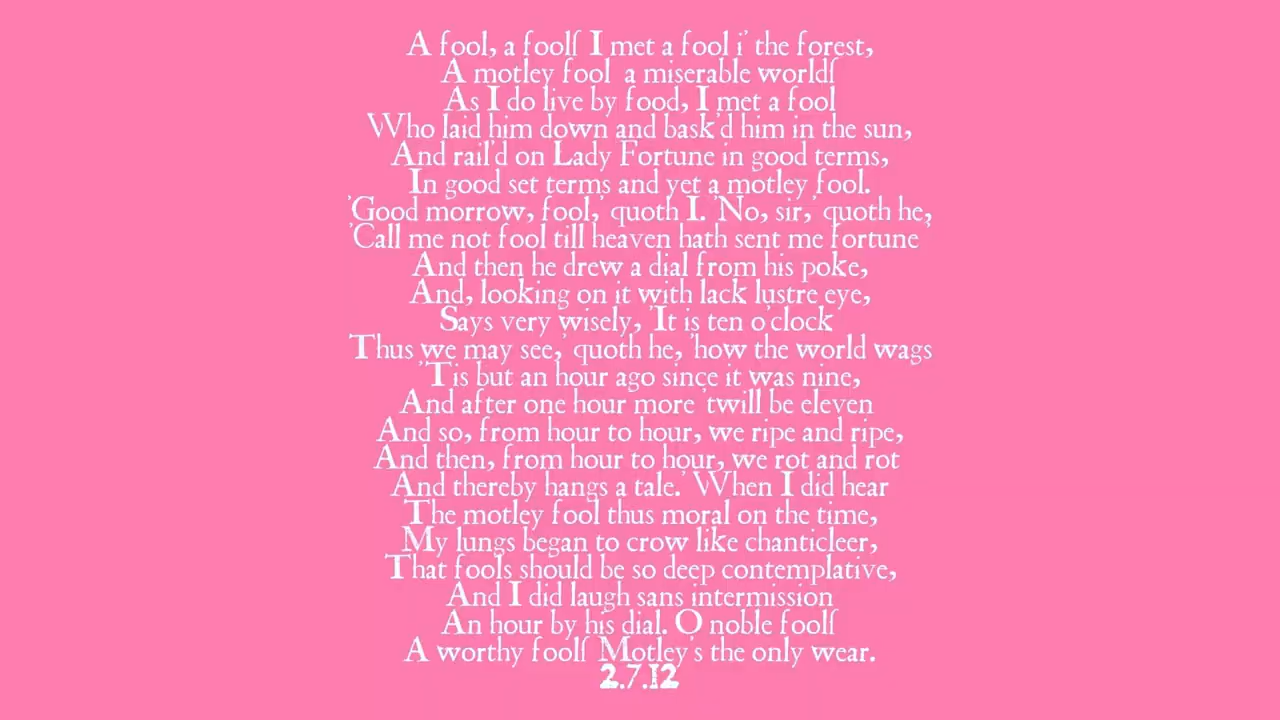 A fool, a foolſ I met a fool i' the forest,
A motley fool a miserable worldſ
As I do live by food, I met a fool
Who laid him down and bask'd him in the sun,
And rail'd on Lady Fortune in good terms,
In good set terms and yet a motley fool.
'Good morrow, fool,' quoth I. 'No, sir,' quoth he,
'Call me not fool till heaven hath sent me fortune '
And then he drew a dial from his poke,
And, looking on it with lack lustre eye,
Says very wisely, 'It is ten o'clock
Thus we may see,' quoth he, 'how the world wags
'Tis but an hour ago since it was nine,
And after one hour more 'twill be eleven
And so, from hour to hour, we ripe and ripe,
And then, from hour to hour, we rot and rot
And thereby hangs a tale.' When I did hear
The motley fool thus moral on the time,
My lungs began to crow like chanticleer,
That fools should be so deep contemplative,
And I did laugh sans intermission
An hour by his dial. O noble foolſ
A worthy foolſ Motley's the only wear.
2.7.12